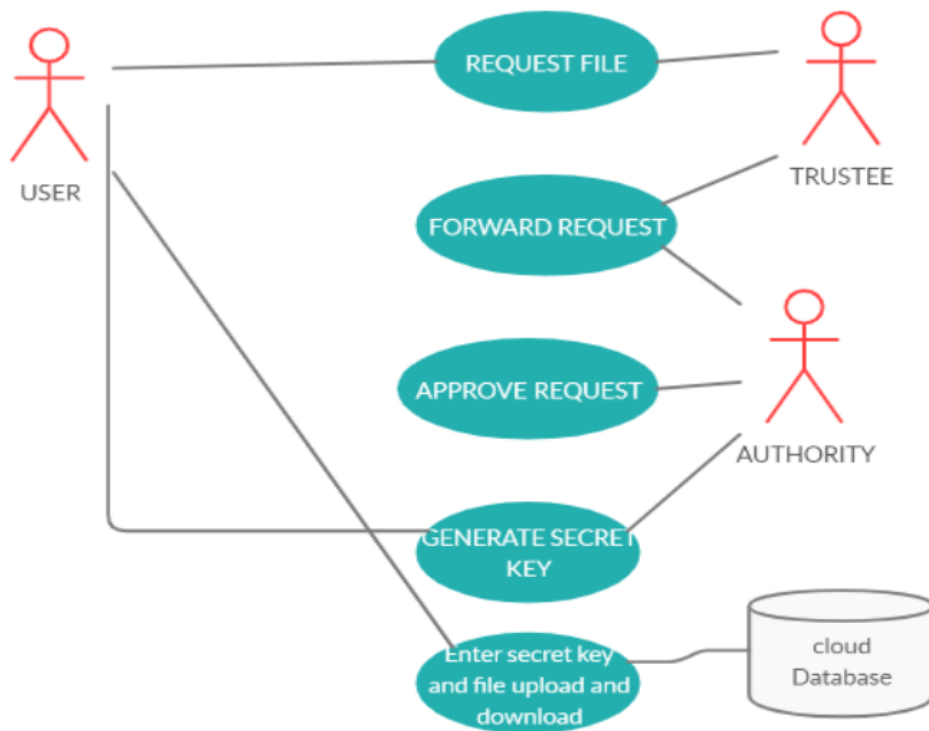 REQUEST FILE
USER
TRUSTEE
FORWARD REQUEST
APPROVE REQUEST
AUTHORITY
GENERATE SECRET
KEY
Enter secret key
and file upload and
download
cloud
Database